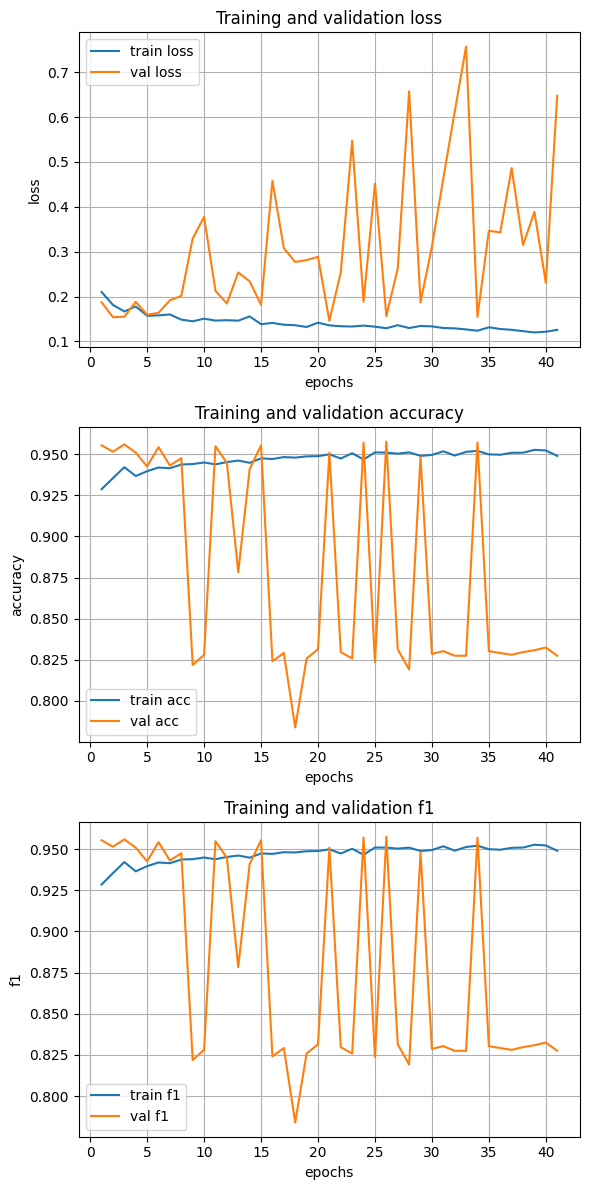 Training and validation loss
train loss
val loss
0.7
0.6
0.5
0.4
0.3
0.2
0.1
loss
0 5 10 15 20 25 30 35 40
epochs
Training and validation accuracy
0.950
0.925
0.900
0.875
0.850
0.825
0.800
accuracy
train acc
val acc
0 5 10 15 20 25 30 35 40
epochs
Training and validation f1
0.950
0.925
0.900
0.875
0.850
0.825
0.800
f1
train f1
val f1
0 5 10 15 20 25 30 35 40
epochs